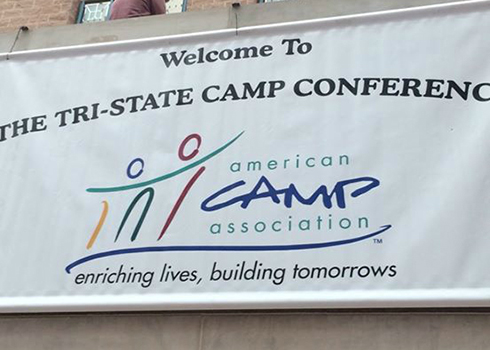 Welcome To
THE TRI-STATE CAMP CONFERENC
american
CAMP
association
TM
enriching lives, building tomorrows